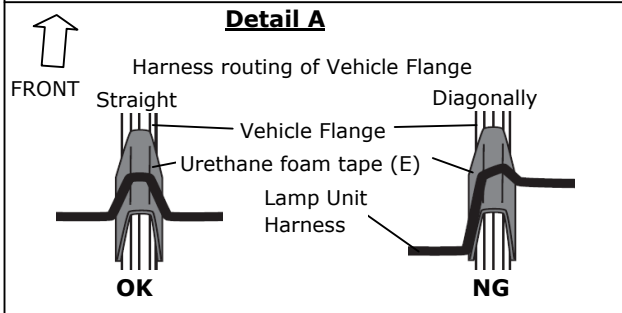 Detail A
FRONT
Harness routing of Vehicle Flange
Straight
Diagonally
Vehicle Flange
Urethane foam tape (E)
Lamp Unit
Harness
OK
NG